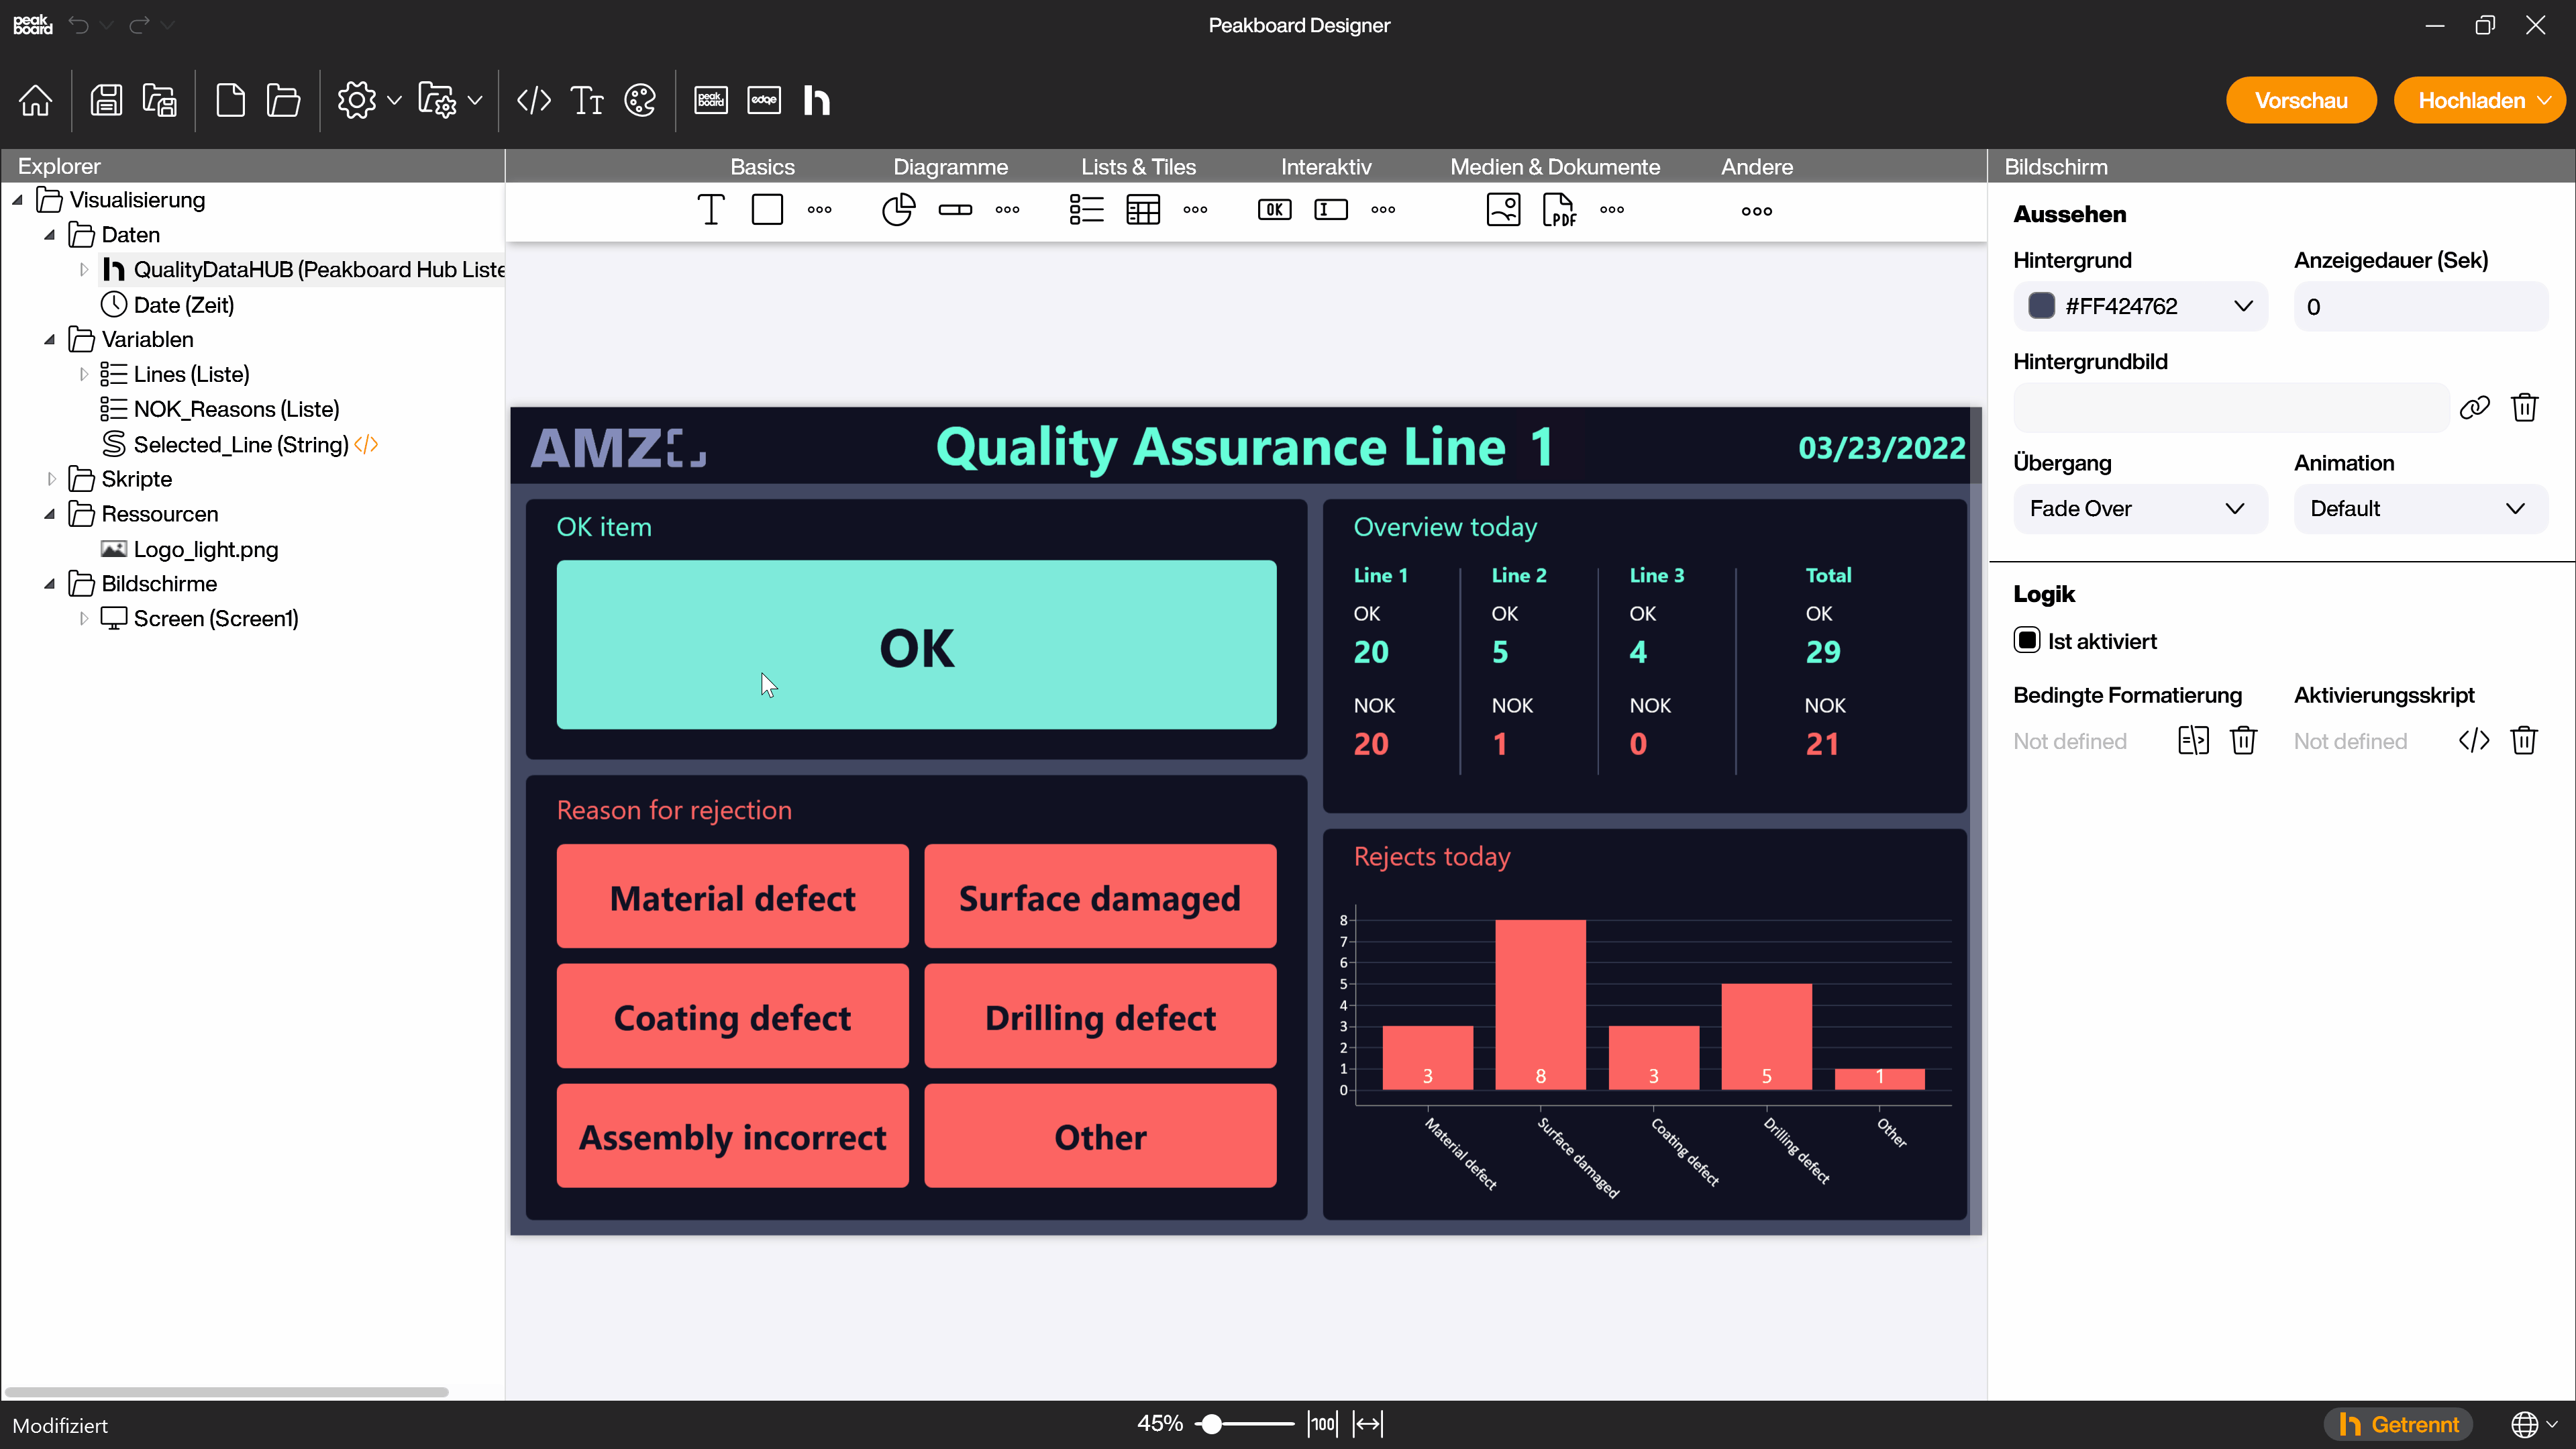 peak
board
Peakboard Designer
peak
board
edge
Vorschau
Hochladen
Explorer
Basics
Diagramme
Lists & Tiles
Interaktiv
Medien & Dokumente
Andere
Bildschirm
OK
PDF
Visualisierung
Daten
QualityDataHUB (Peakboard Hub Liste
Date (Zeit)
Variablen
Lines (Liste)
NOK_Reasons (Liste)
Selected_Line (String)
Skripte
Ressourcen
Logo_light.png
Bildschirme
Screen (Screen1)
AMZ
Quality Assurance Line 1
03/23/2022
OK item
OK
Reason for rejection
Material defect
Surface damaged
Coating defect
Drilling defect
Assembly incorrect
Other
Overview today
Line 1
Line 2
Line 3
Total
OK
OK
OK
OK
20
5
4
29
NOK
NOK
NOK
NOK
20
1
0
21
Rejects today
8
7
6
5
4
3
2
1
0
3
8
3
5
1
Material defect
Surface damaged
Coating defect
Drilling defect
Other
Aussehen
Hintergrund
Anzeigedauer (Sek)
#FF424762
0
Hintergrundbild
Übergang
Animation
Fade Over
Default
Logik
Ist aktiviert
Bedingte Formatierung
Aktivierungsskript
Not defined
Not defined
Modifiziert
45%
100
Getrennt